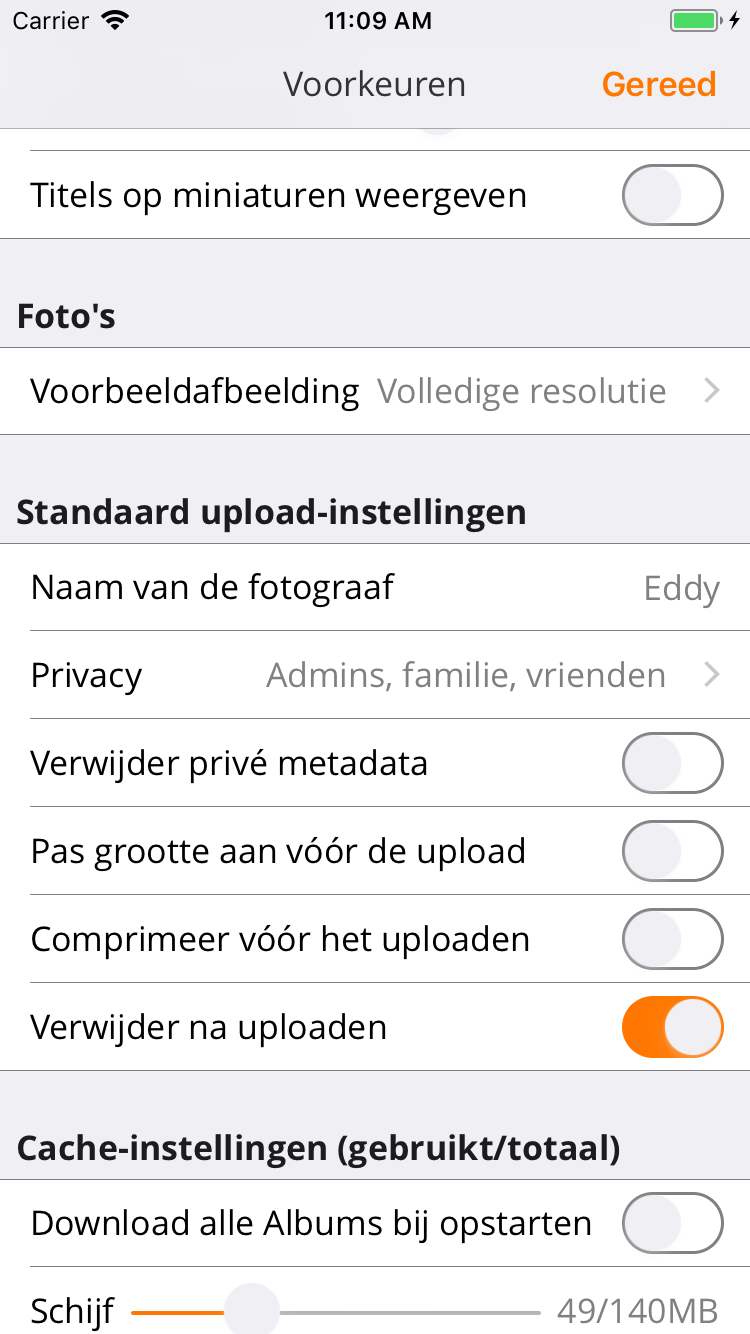 Carrier 11:09 AM
Voorkeuren Gereed
Titels op miniaturen weergeven
Foto's
Voorbeeldafbeelding Volledige resolutie
Standaard upload-instellingen
Naam van de fotograaf Eddy
Privacy Admins, familie, vrienden
Verwijder privé metadata
Pas grootte aan vóór de upload
Comprimeer vóór het uploaden
Verwijder na uploaden
Cache-instellingen (gebruikt/totaal)
Download alle Albums bij opstarten
Schijf 49/140MB